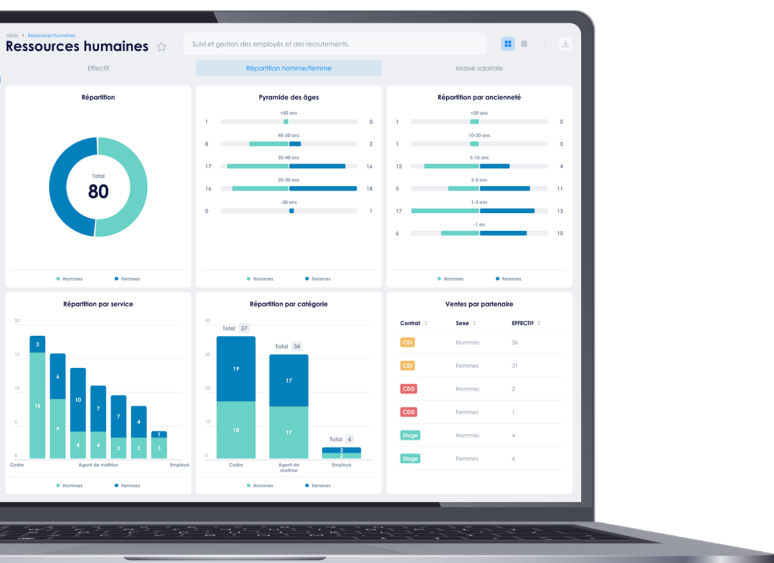 Ressources humaines
Ressources humaines
Suivi et gestion des employés et des recrutements.
Effectif
Répartition homme/femme
Masse salariale
Répartition
Total
80
Hommes
Femmes
Pyramide des âges
+50 ans
1 0
40-50 ans
8 3
30-40 ans
17 16
20-30 ans
16 18
-20 ans
0 1
Hommes
Femmes
Répartition par ancienneté
+20 ans
1 0
10-20 ans
1 0
5-10 ans
12 4
3-5 ans
5 11
1-3 ans
17 13
-1 an
6 10
Hommes
Femmes
Répartition par service
20
15
10
5
0
3
16
6
9
10
4
7
4
7
3
4
3
1
3
Cadre
Agent de maîtrise
Employé
Hommes
Femmes
Répartition par catégorie
40
30
20
10
0
Total 37
19
18
Total 34
17
17
Total 4
2
2
Cadre
Agent de
maîtrise
Employé
Hommes
Femmes
Ventes par partenaire
Contrat Sexe EFFECTIF
CDI Hommes 36
CDI Femmes 31
CDD Hommes 2
CDD Femmes 1
Stage Hommes 4
Stage Femmes 6